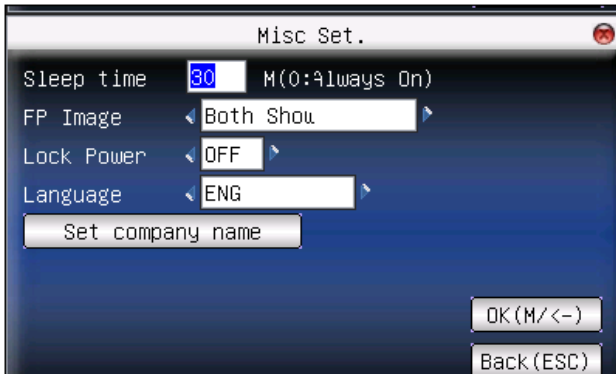 Misc Set.
Sleep time 30 M(0:Always On)
FP Image Both Show
Lock Power OFF
Language ENG
Set company name
OK(M/<-)
Back(ESC)